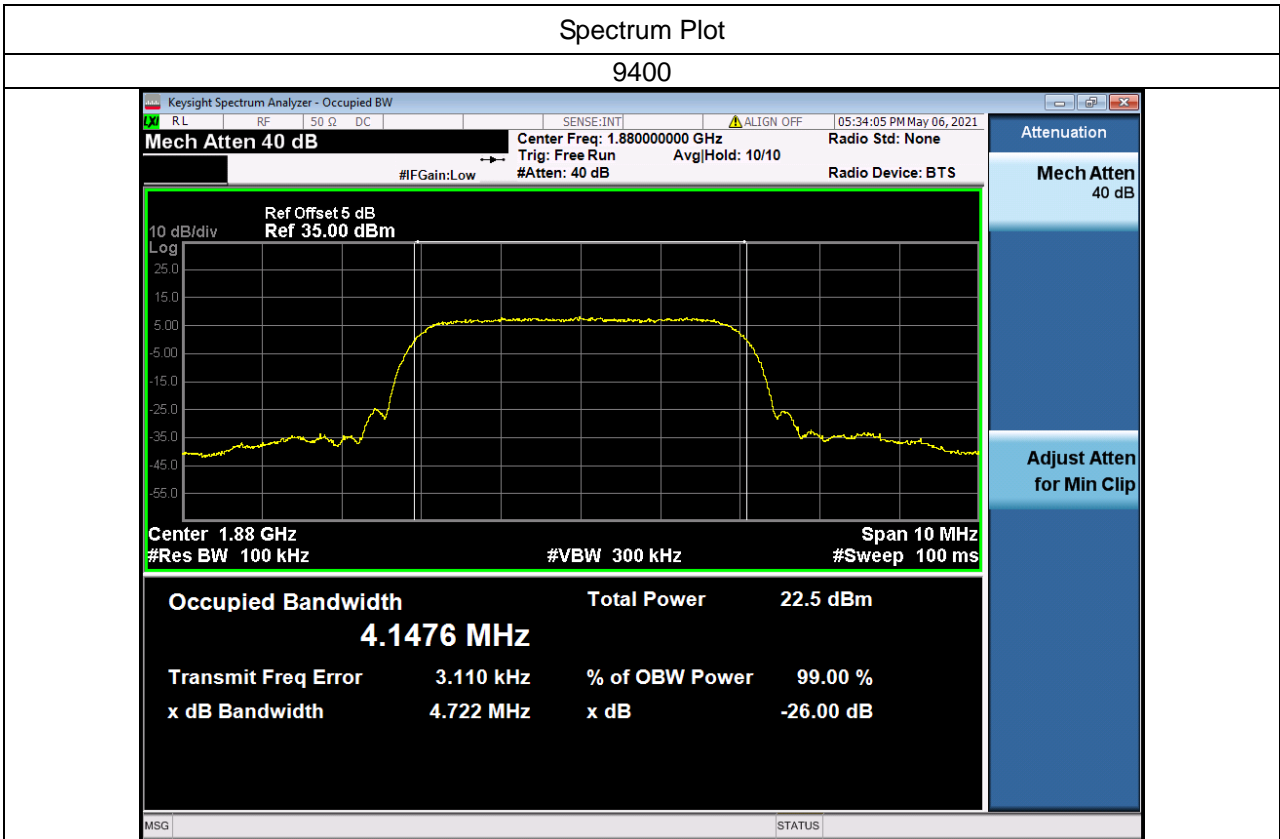 Spectrum Plot
9400
Keysight Spectrum Analyzer - Occupied BW
LXI RL RF 50 Ω DC SENSE:INT ALIGN OFF 05:34:05 PM May 06, 2021
Mech Atten 40 dB
Center Freq: 1.880000000 GHz Radio Std: None
Trig: Free Run Avg|Hold: 10/10
#IFGain:Low #Atten: 40 dB Radio Device: BTS
Attenuation
Mech Atten
40 dB
Adjust Atten
for Min Clip
Ref Offset 5 dB
10 dB/div Ref 35.00 dBm
Log
25.0
15.0
5.00
-5.00
-15.0
-25.0
-35.0
-45.0
-55.0
Center 1.88 GHz Span 10 MHz
#Res BW 100 kHz #VBW 300 kHz #Sweep 100 ms
Occupied Bandwidth Total Power 22.5 dBm
4.1476 MHz
Transmit Freq Error 3.110 kHz % of OBW Power 99.00 %
x dB Bandwidth 4.722 MHz x dB -26.00 dB
MSG STATUS